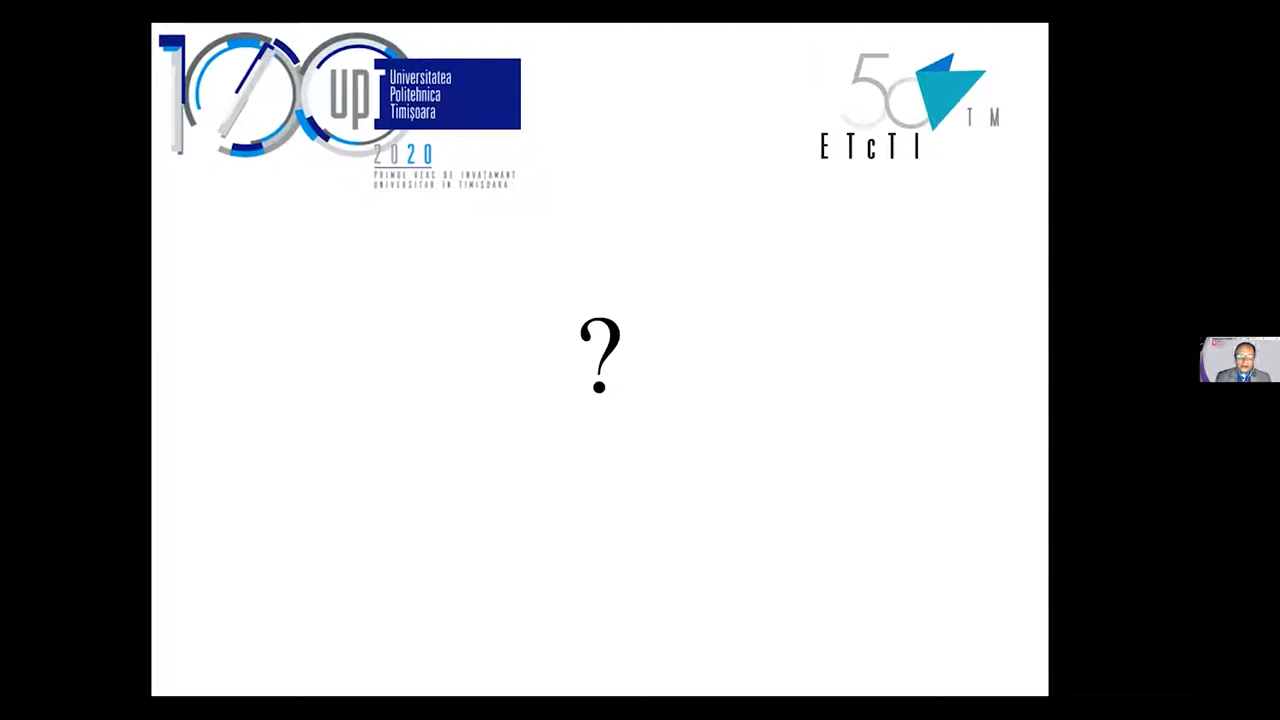 100
upt
Universitatea
Politehnica
Timișoara
2020
PRIMUL VEAC DE ÎNVĂȚĂMÂNT
UNIVERSITAR ÎN TIMIȘOARA
50
TM
ETcTI
?